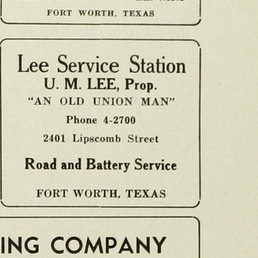 FORT WORTH, TEXAS
Lee Service Station
U. M. LEE, Prop.
"AN OLD UNION MAN"
Phone 4-2700
2401 Lipscomb Street
Road and Battery Service
FORT WORTH, TEXAS
ING COMPANY